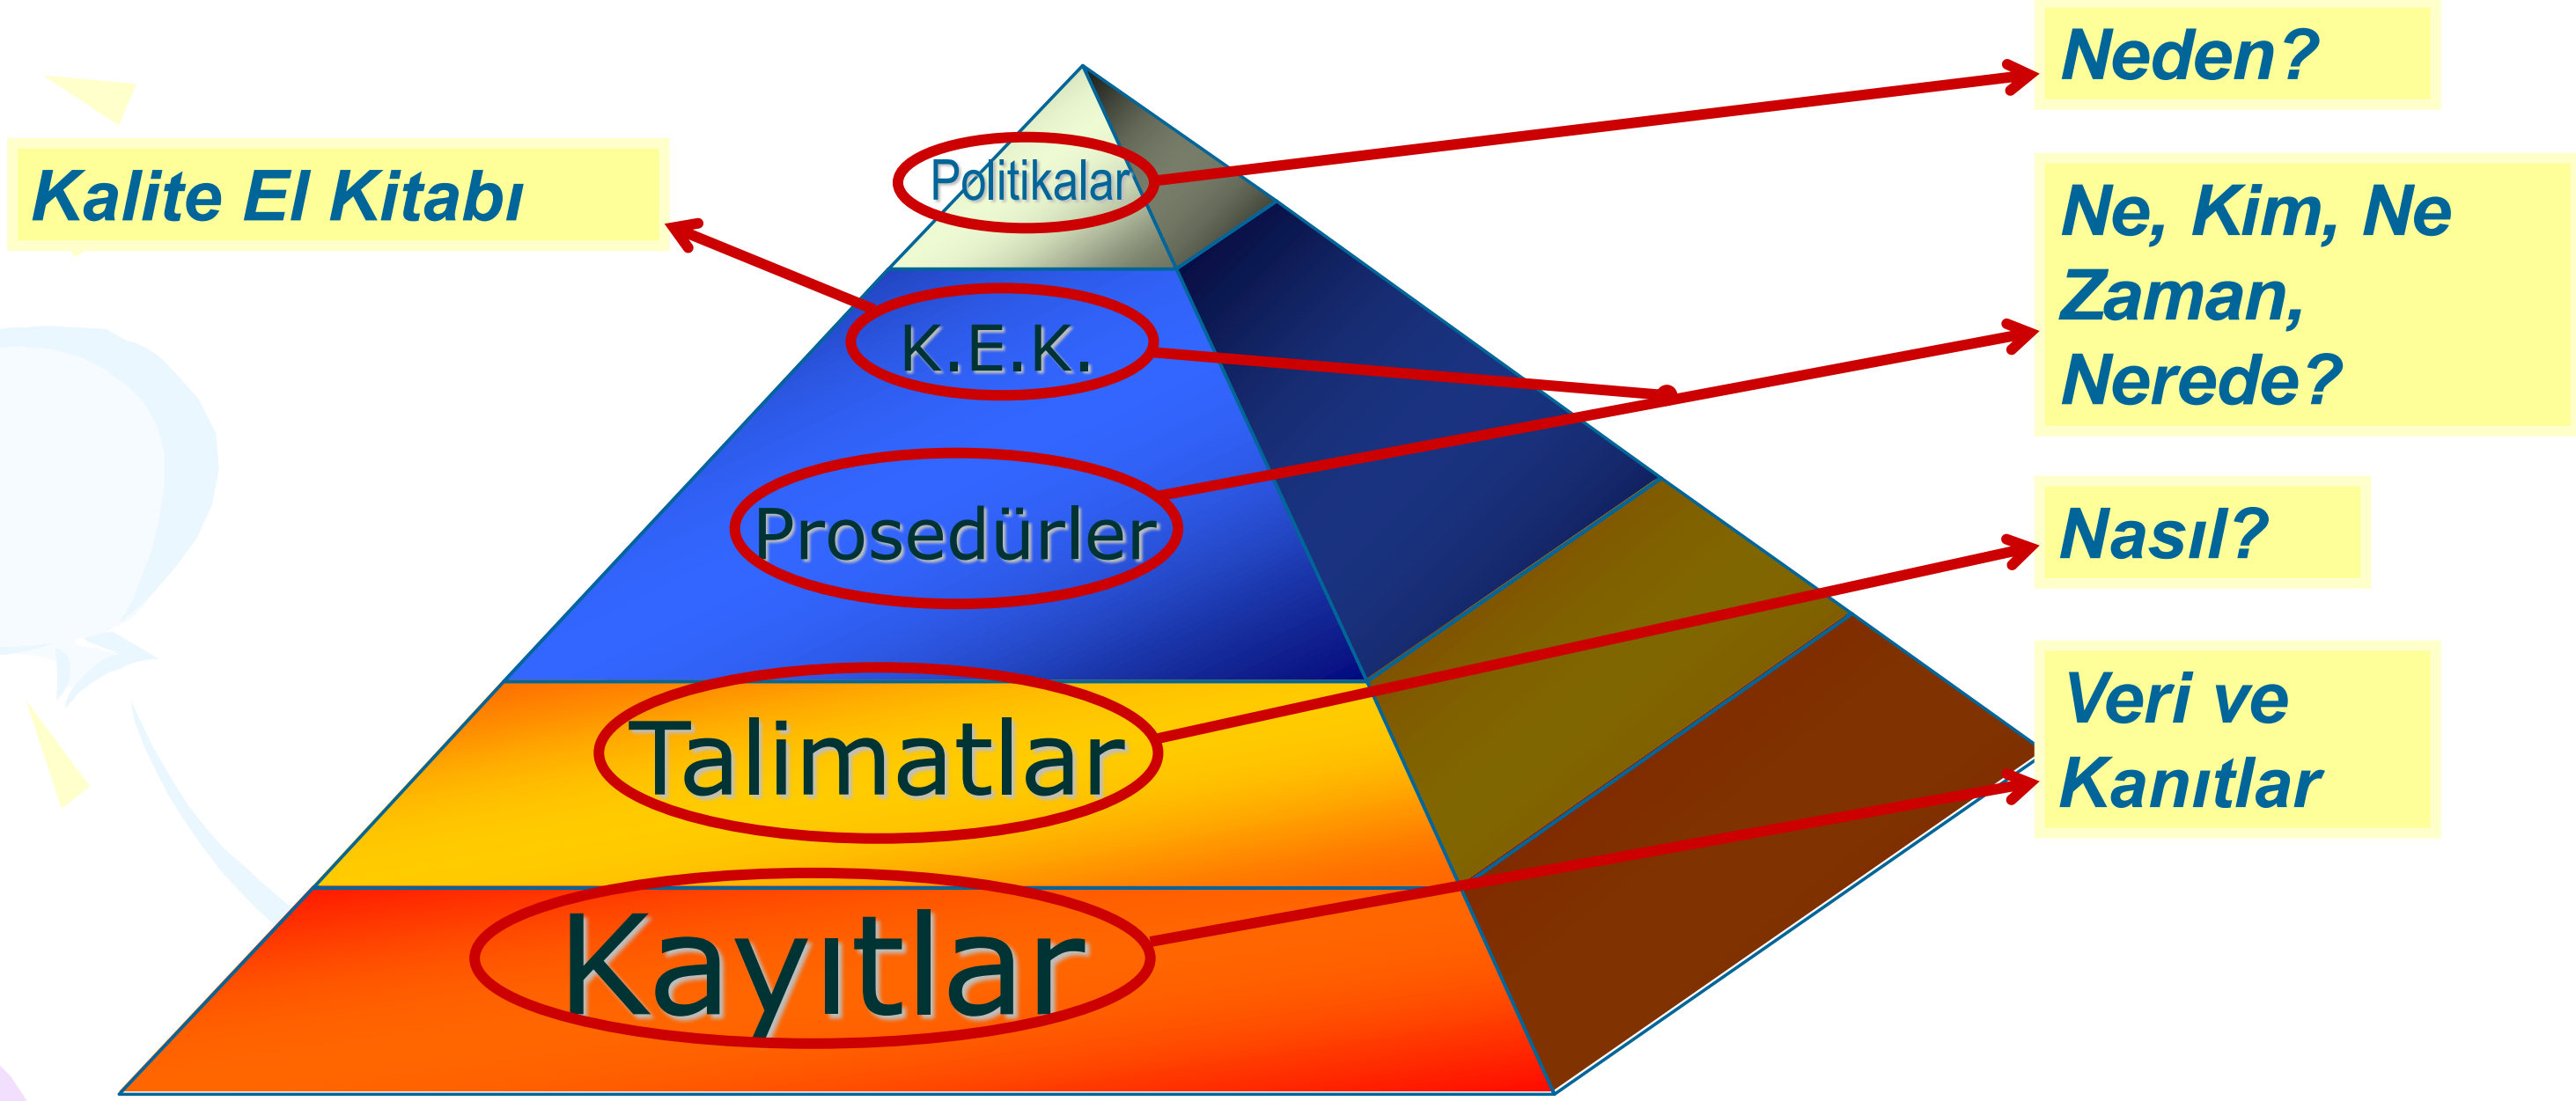 Neden?
Politikalar
Kalite El Kitabı
Ne, Kim, Ne
Zaman,
Nerede?
K.E.K.
Prosedürler
Nasıl?
Talimatlar
Veri ve
Kanıtlar
Kayıtlar